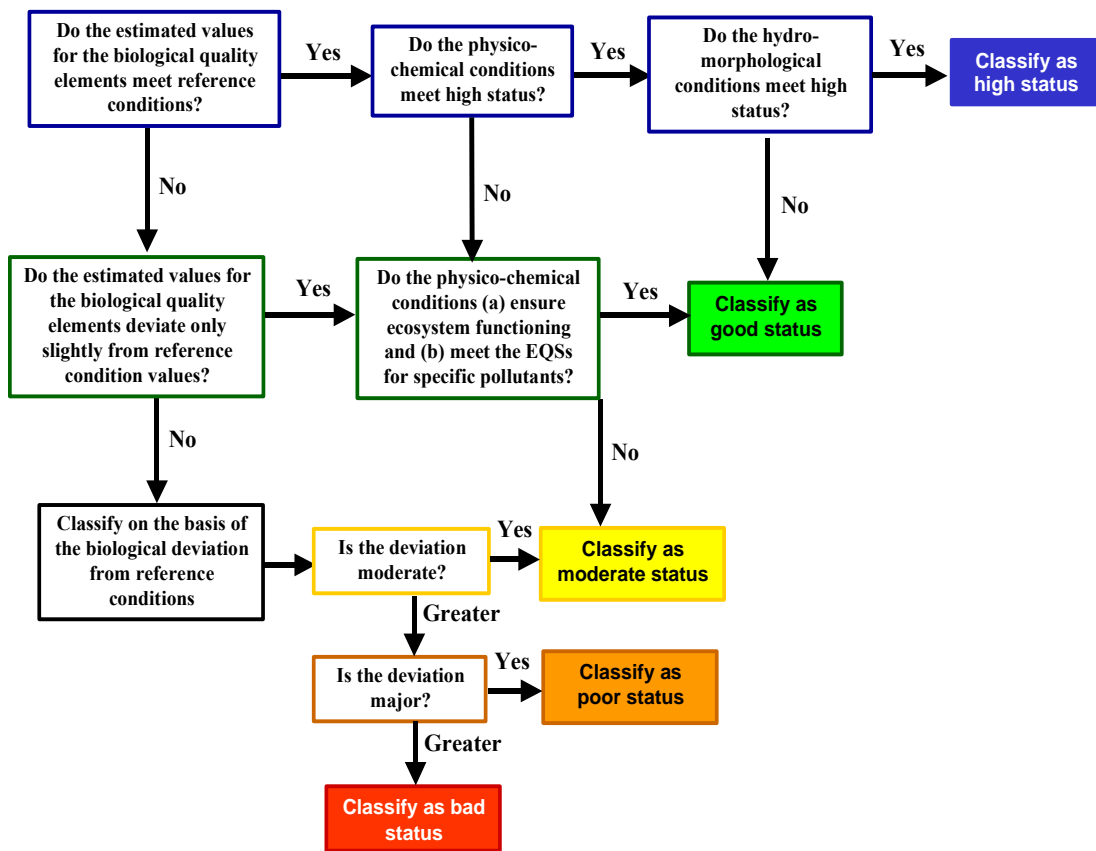 Do the estimated values
for the biological quality
elements meet reference
conditions?
Yes
Do the physico-
chemical conditions
meet high status?
Yes
Do the hydro-
morphological
conditions meet high
status?
Yes
Classify as
high status
No
No
No
Do the estimated values for
the biological quality
elements deviate only
slightly from reference
condition values?
Yes
Do the physico-chemical
conditions (a) ensure
ecosystem functioning
and (b) meet the EQSs
for specific pollutants?
Yes
Classify as
good status
No
No
Classify on the basis of
the biological deviation
from reference
conditions
Is the deviation
moderate?
Yes
Classify as
moderate status
Greater
Is the deviation
major?
Yes
Classify as
poor status
Greater
Classify as bad
status